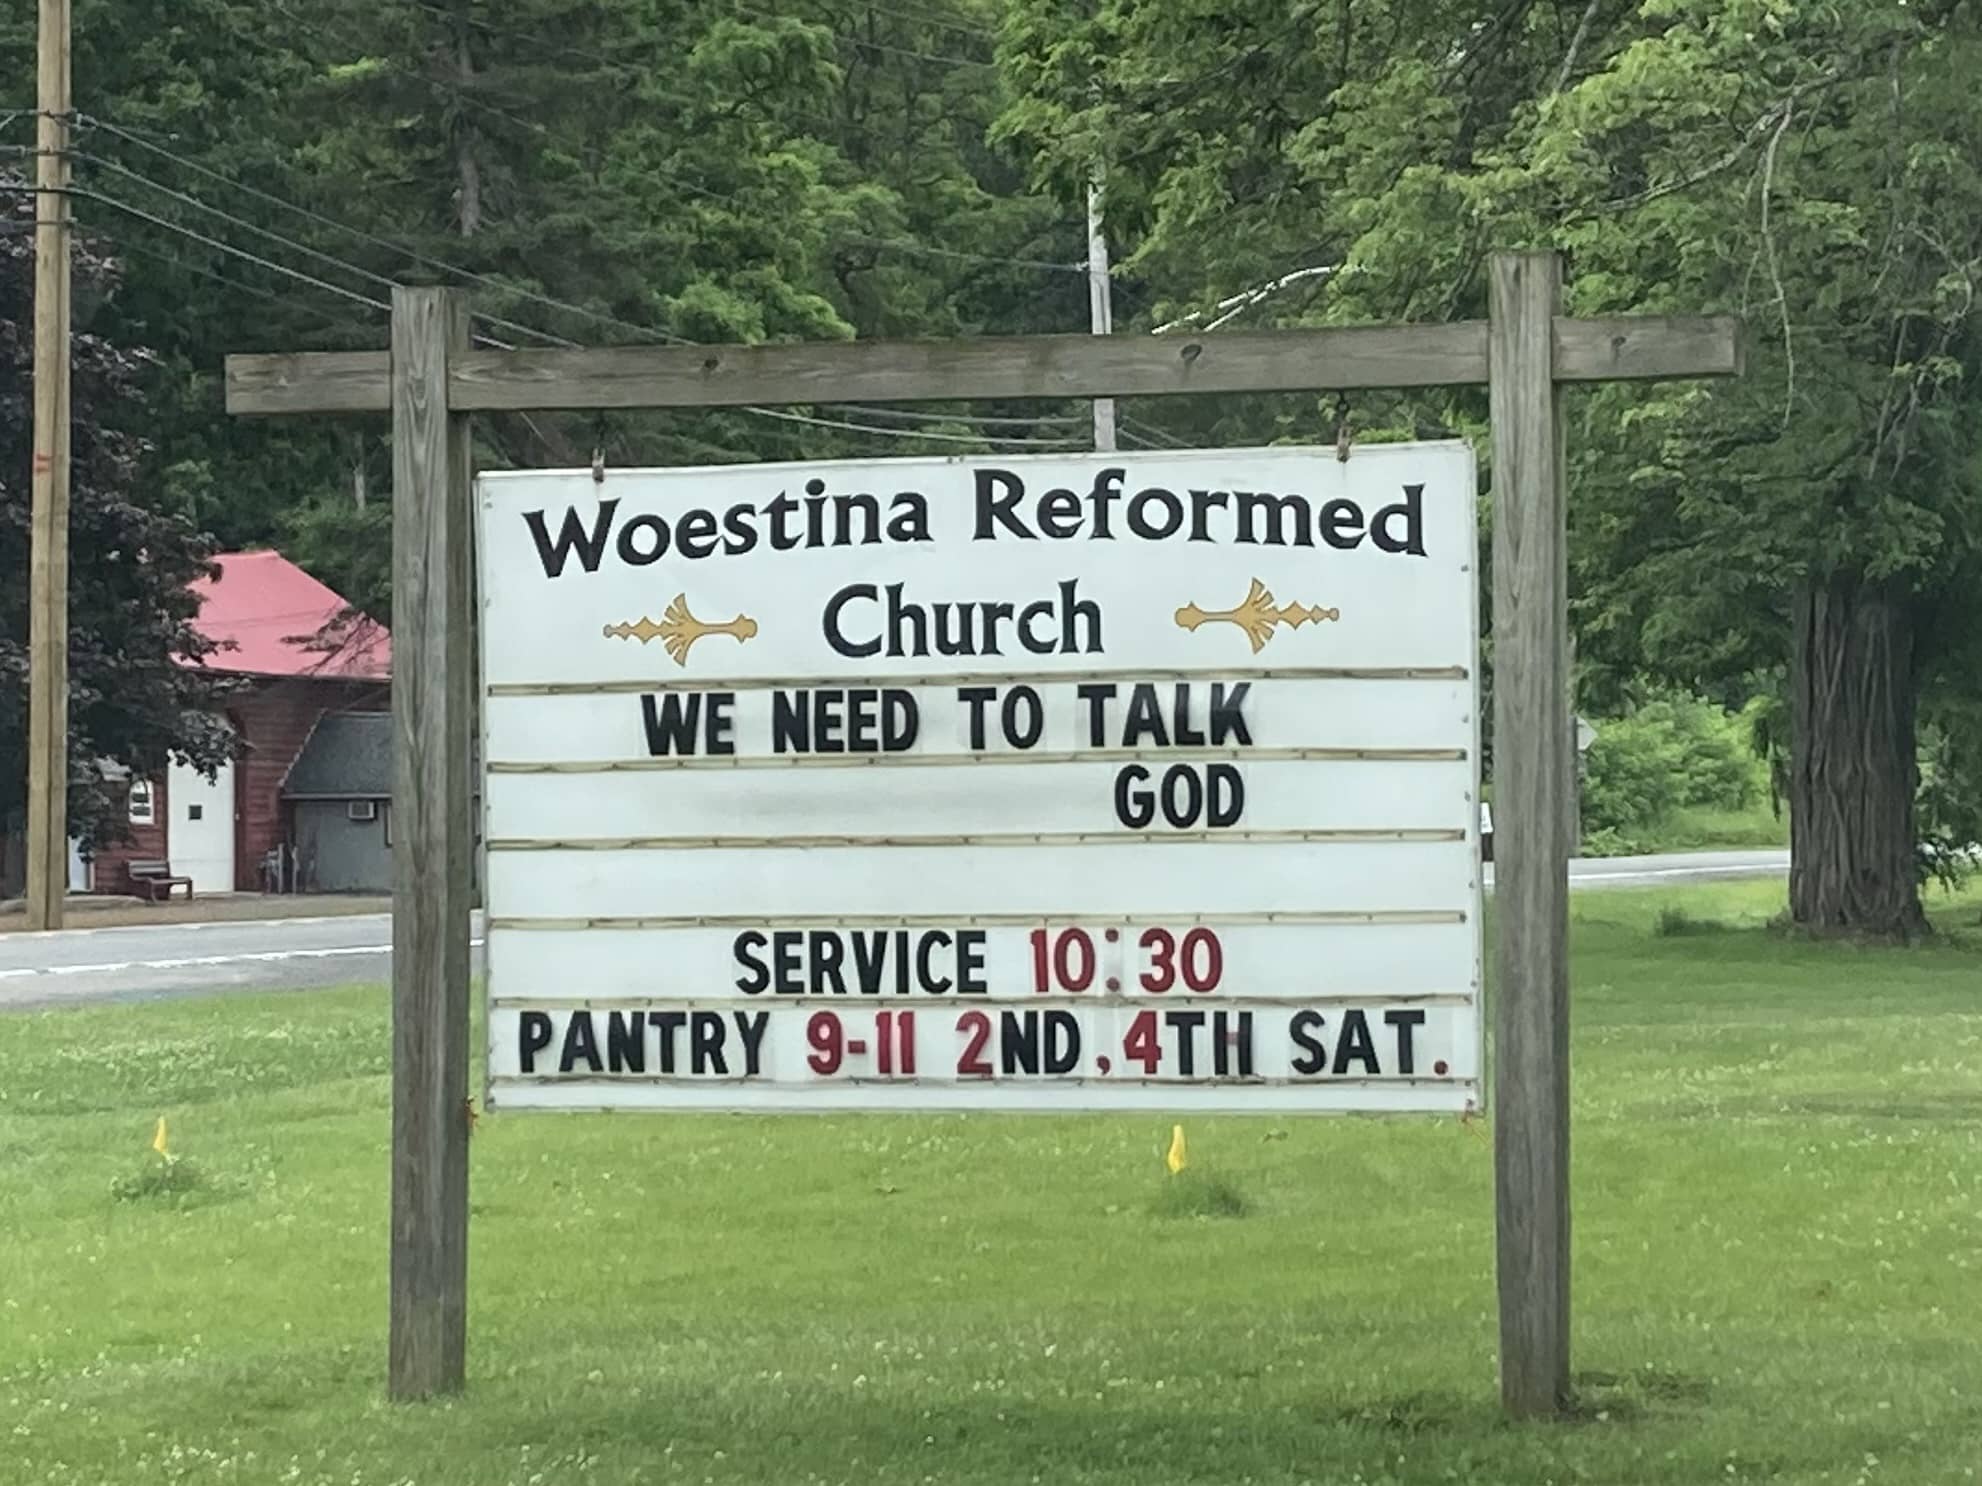 Woestina Reformed
Church
WE NEED TO TALK
GOD
SERVICE 10:30
PANTRY 9-11 2ND,4TH SAT.